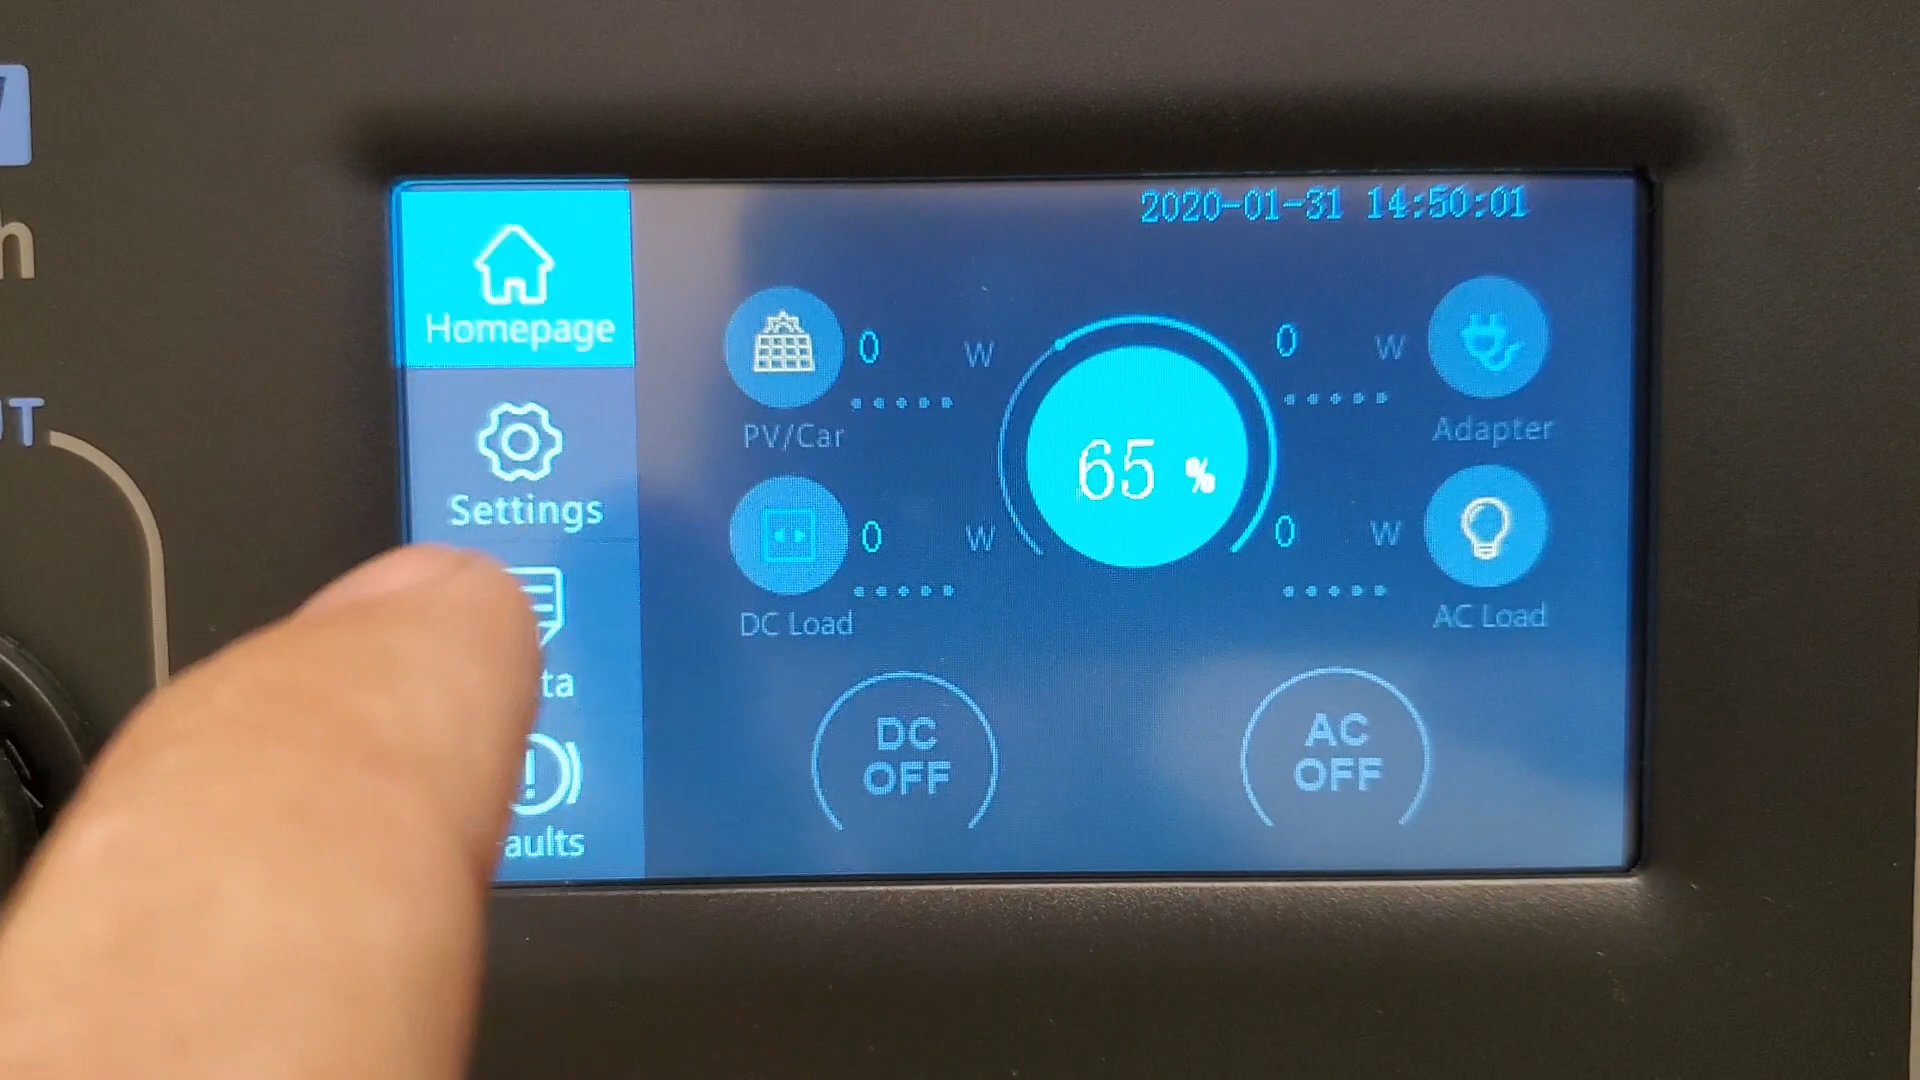 2020-01-31 14:50:01
Homepage
Settings
ta
aults
0 W
PV/Car
0 W
DC Load
65 %
0 W
Adapter
0 W
AC Load
DC
OFF
AC
OFF
h
UT